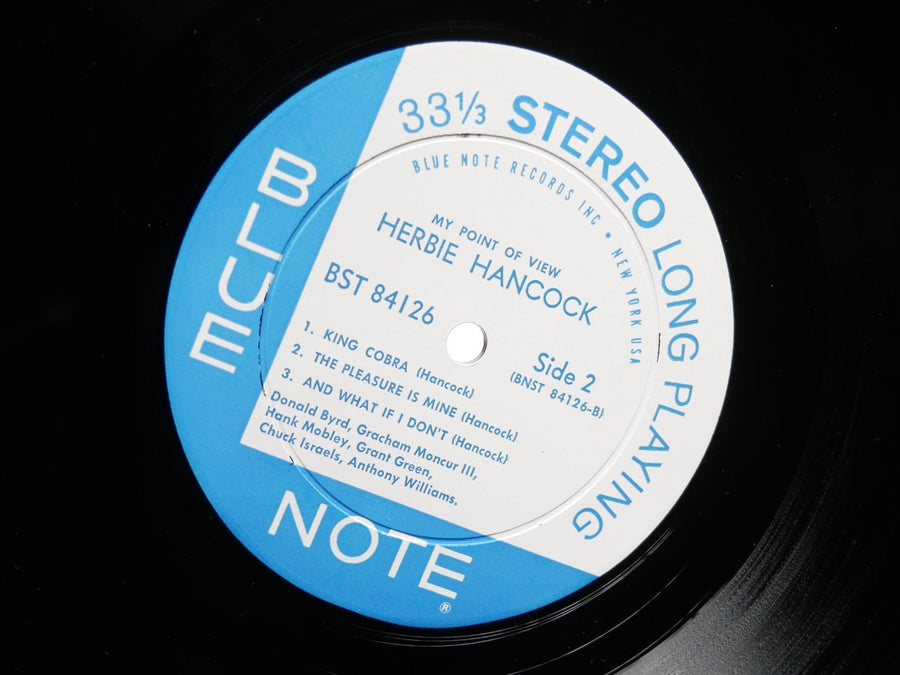 33⅓ STEREO LONG PLAYING
BLUE NOTE RECORDS INC • NEW YORK USA
MY POINT OF VIEW
HERBIE HANCOCK
BST 84126
Side 2
(BNST 84126-B)
1. KING COBRA (Hancock)
2. THE PLEASURE IS MINE (Hancock)
3. AND WHAT IF I DON'T (Hancock)
Donald Byrd, Gracham Moncur III,
Hank Mobley, Grant Green,
Chuck Israels, Anthony Williams.
BLUE
NOTE®